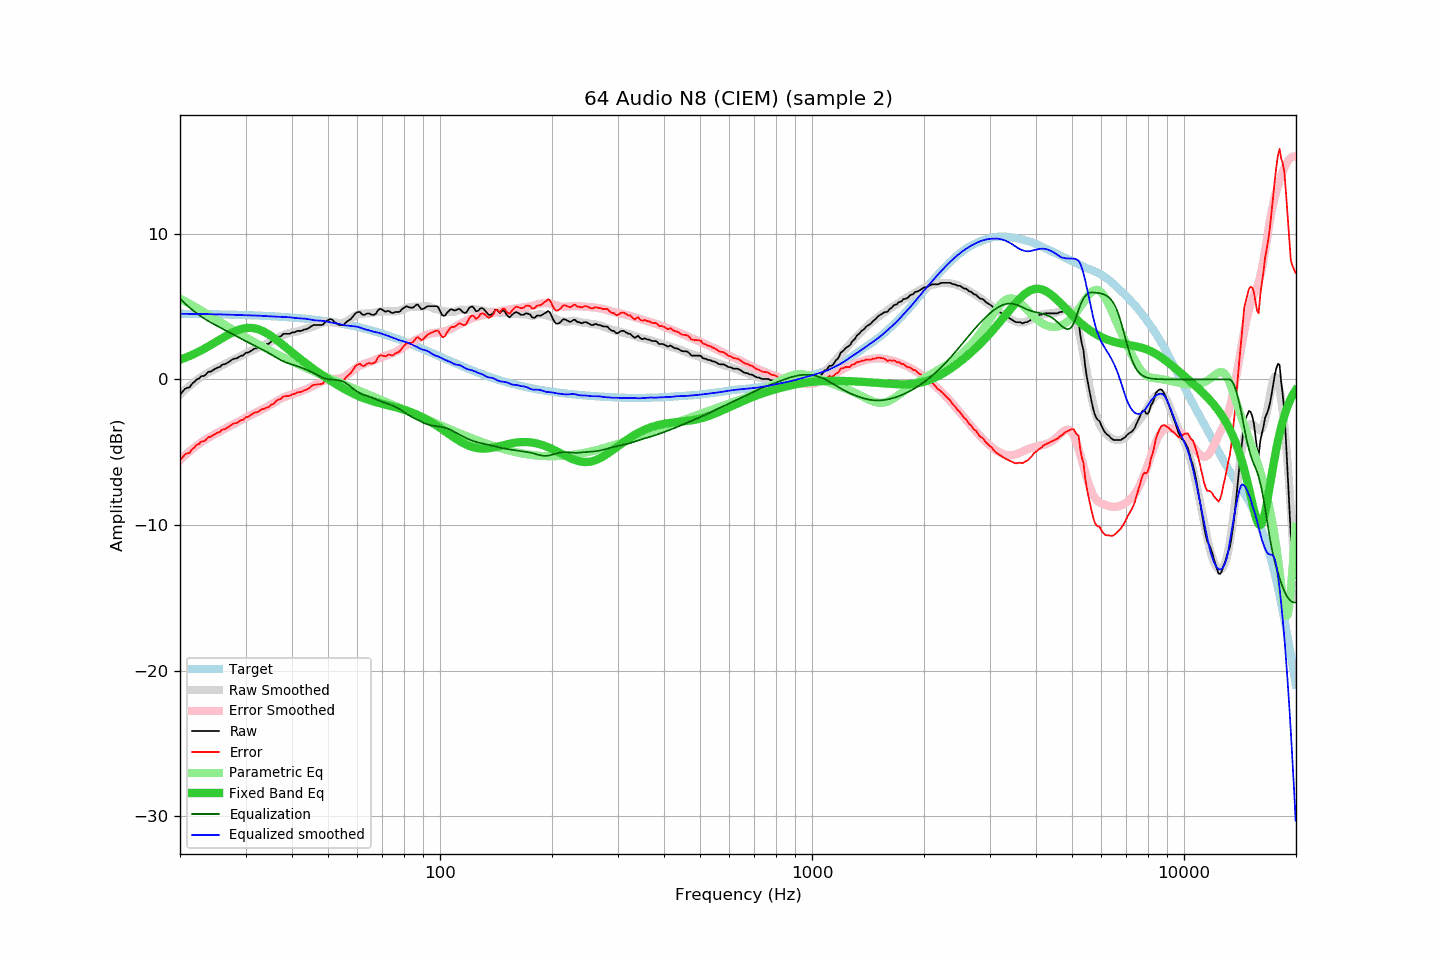 64 Audio N8 (CIEM) (sample 2)
10
0
−10
−20
−30
Amplitude (dBr)
Target
Raw Smoothed
Error Smoothed
Raw
Error
Parametric Eq
Fixed Band Eq
Equalization
Equalized smoothed
100
1000
10000
Frequency (Hz)